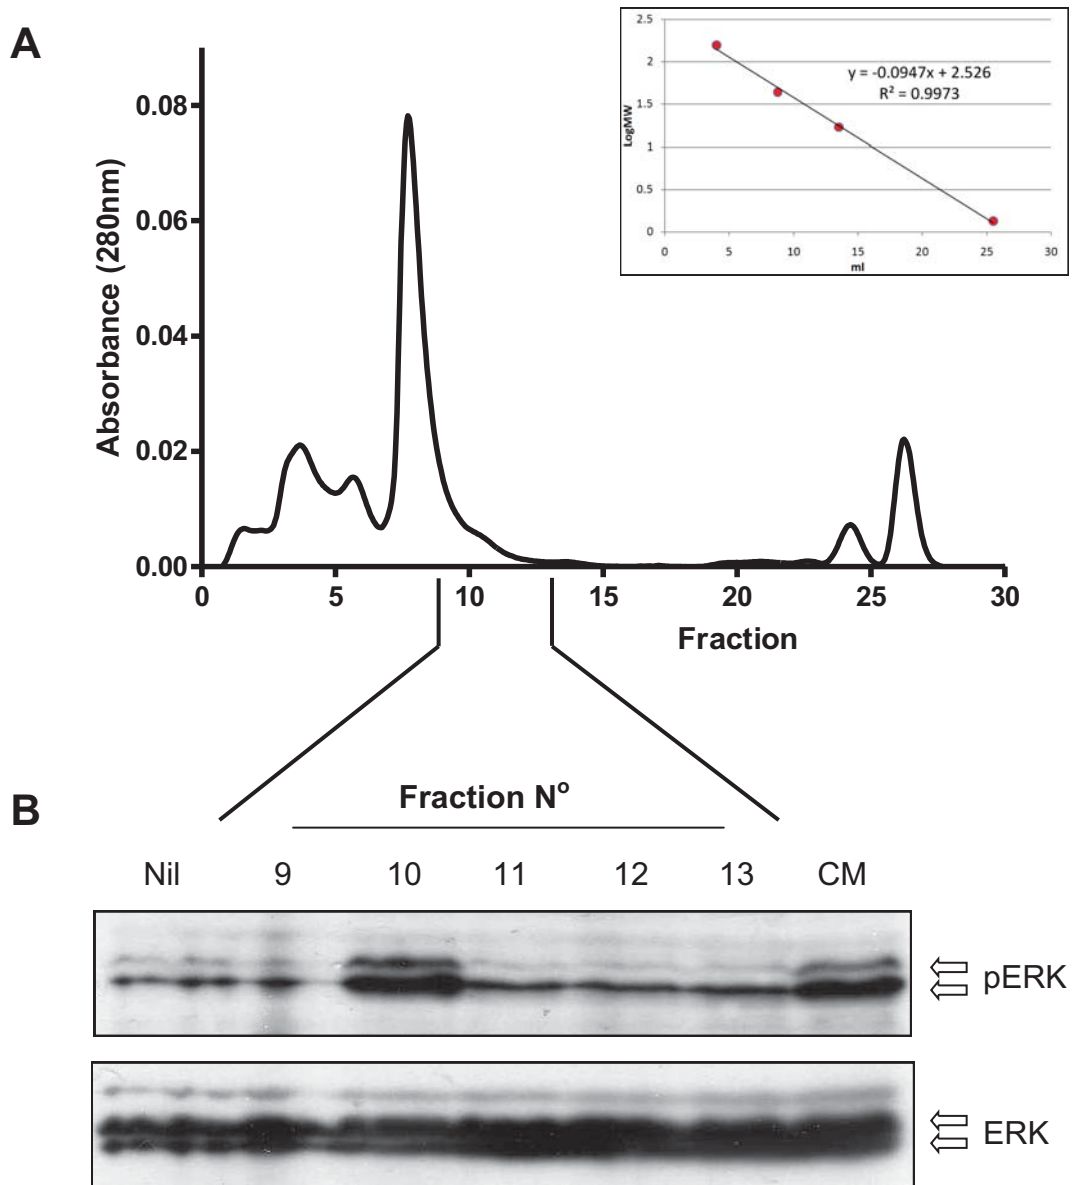 A
Absorbance (280nm)
0.08
0.06
0.04
0.02
0.00
0 5 10 15 20 25 30
Fraction
2.5
2
1.5
1
0.5
0
LogMW
y = -0.0947x + 2.526
R² = 0.9973
0 5 10 15 20 25 30
ml
B
Fraction Nº
Nil 9 10 11 12 13 CM
pERK
ERK